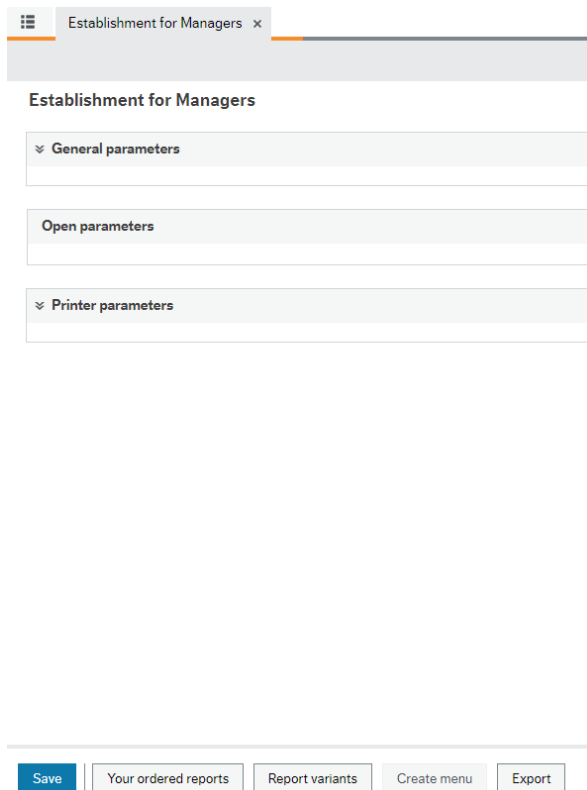 Establishment for Managers ×
Establishment for Managers
General parameters
Open parameters
Printer parameters
Save Your ordered reports Report variants Create menu Export